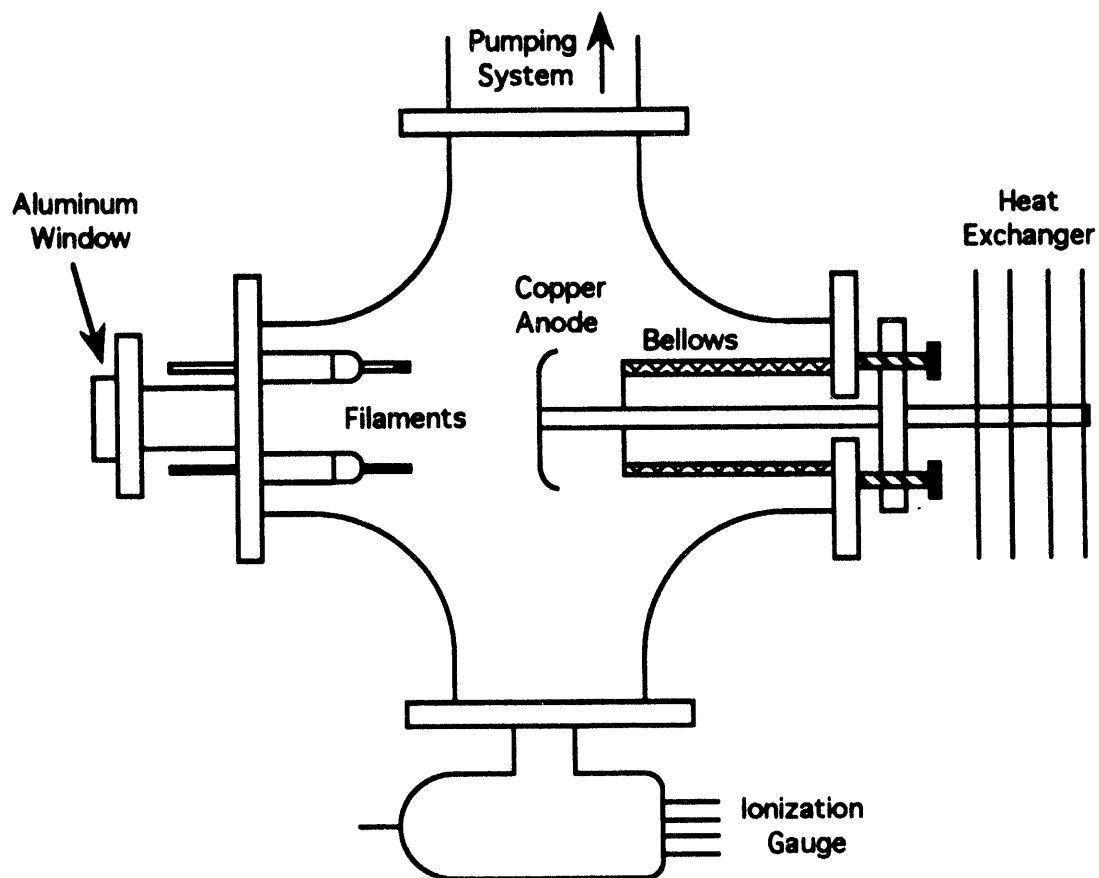 Pumping
System
Aluminum
Window
Heat
Exchanger
Copper
Anode
Bellows
Filaments
Ionization
Gauge